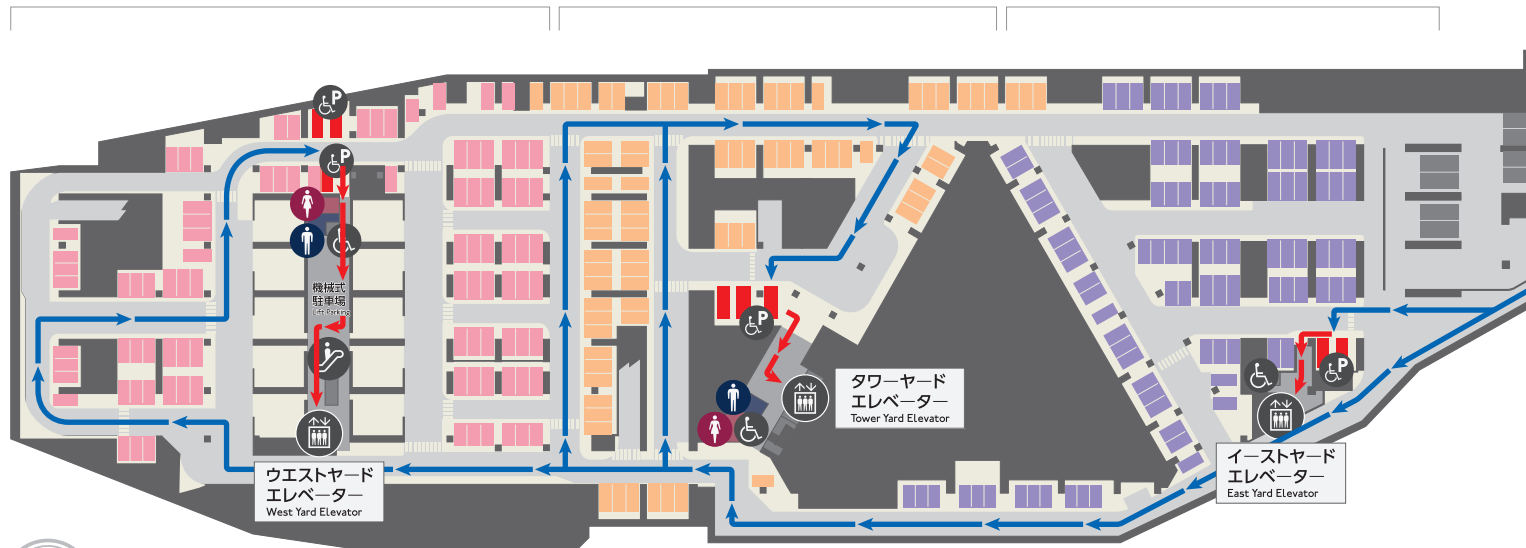 P
P
機械式
駐車場
Lift Parking
P
P
タワーヤード
エレベーター
Tower Yard Elevator
ウエストヤード
エレベーター
West Yard Elevator
イーストヤード
エレベーター
East Yard Elevator